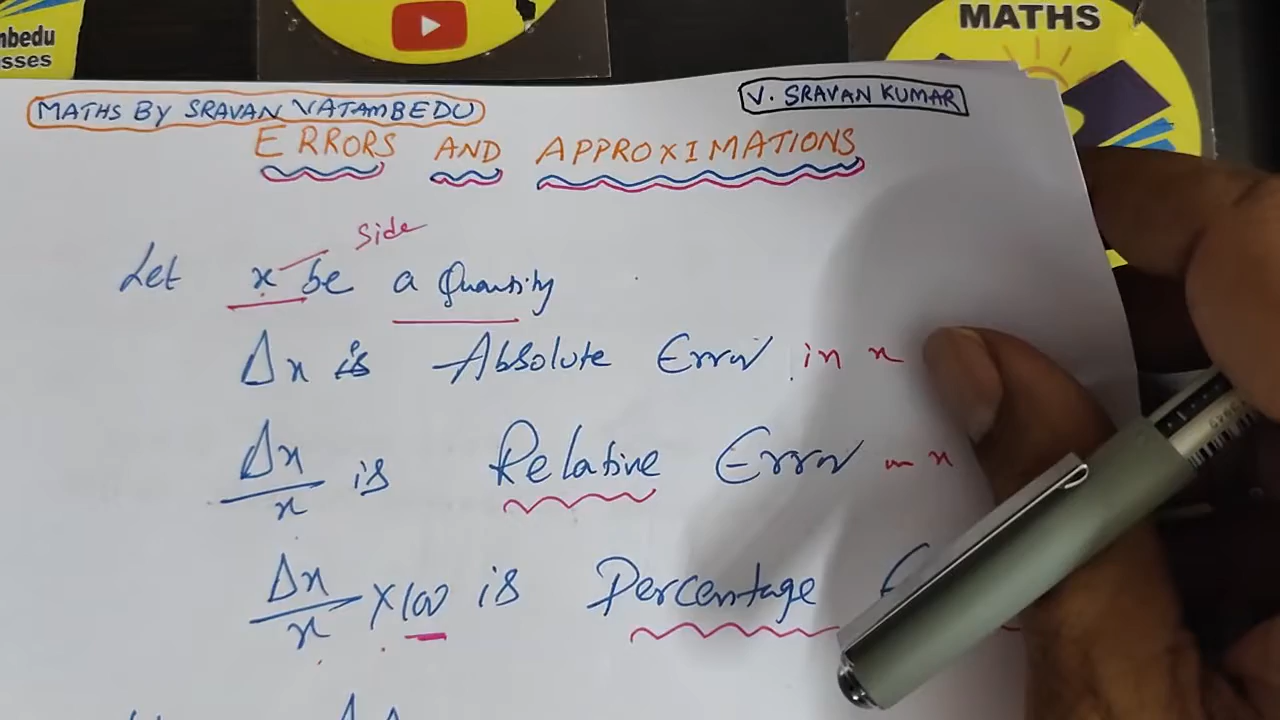 mbedu
sses
MATHS
MATHS BY SRAVAN VATAMBEDU
V. SRAVAN KUMAR
ERRORS AND APPROXIMATIONS
side
Let x be a Quantity
Δx is Absolute Error in x
Δx/x is Relative Error in x
Δx/x ×100 is Percentage